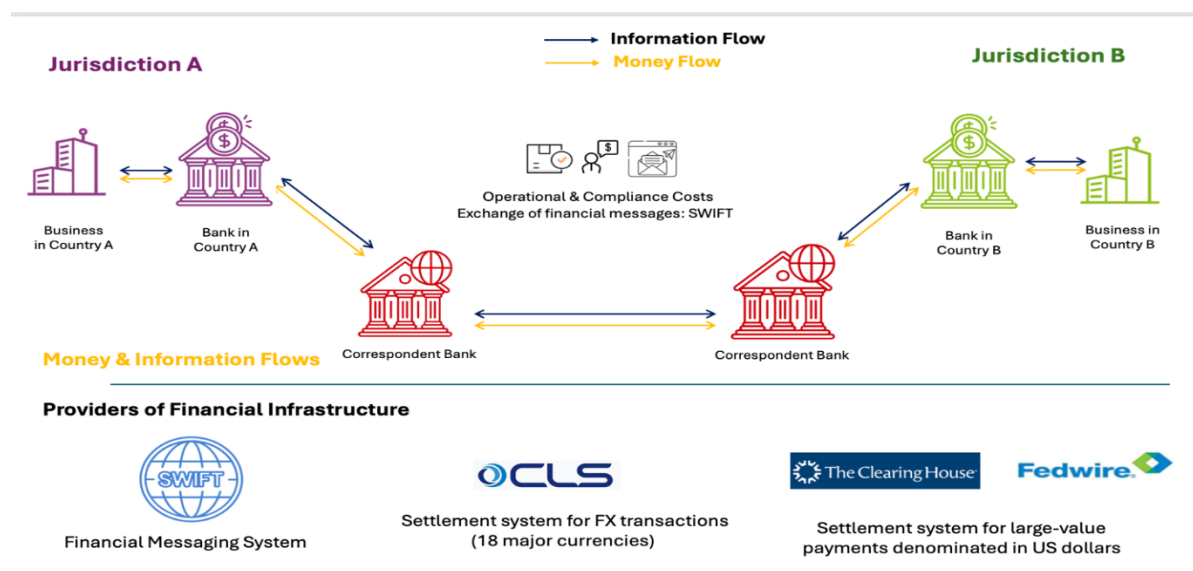 Information Flow
Money Flow
Jurisdiction A
Jurisdiction B
Operational & Compliance Costs
Exchange of financial messages: SWIFT
Business
in Country A
Bank in
Country A
Bank in
Country B
Business in
Country B
Correspondent Bank
Correspondent Bank
Money & Information Flows
Providers of Financial Infrastructure
SWIFT
CLS
The Clearing House
Fedwire
Financial Messaging System
Settlement system for FX transactions
(18 major currencies)
Settlement system for large-value
payments denominated in US dollars